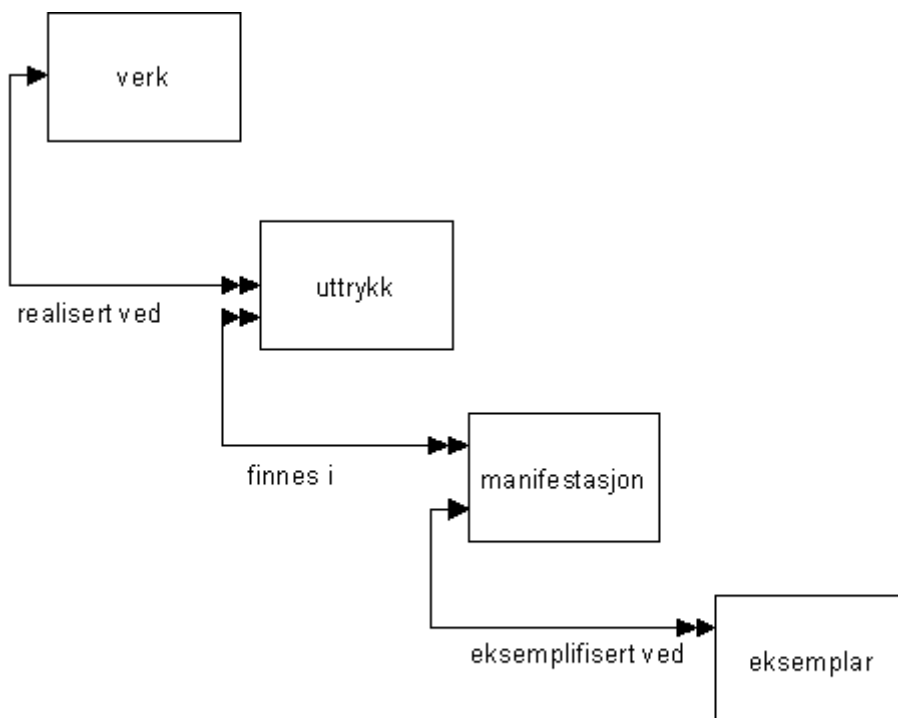 verk
uttrykk
realisert ved
manifestasjon
finnes i
eksemplifisert ved
eksemplar